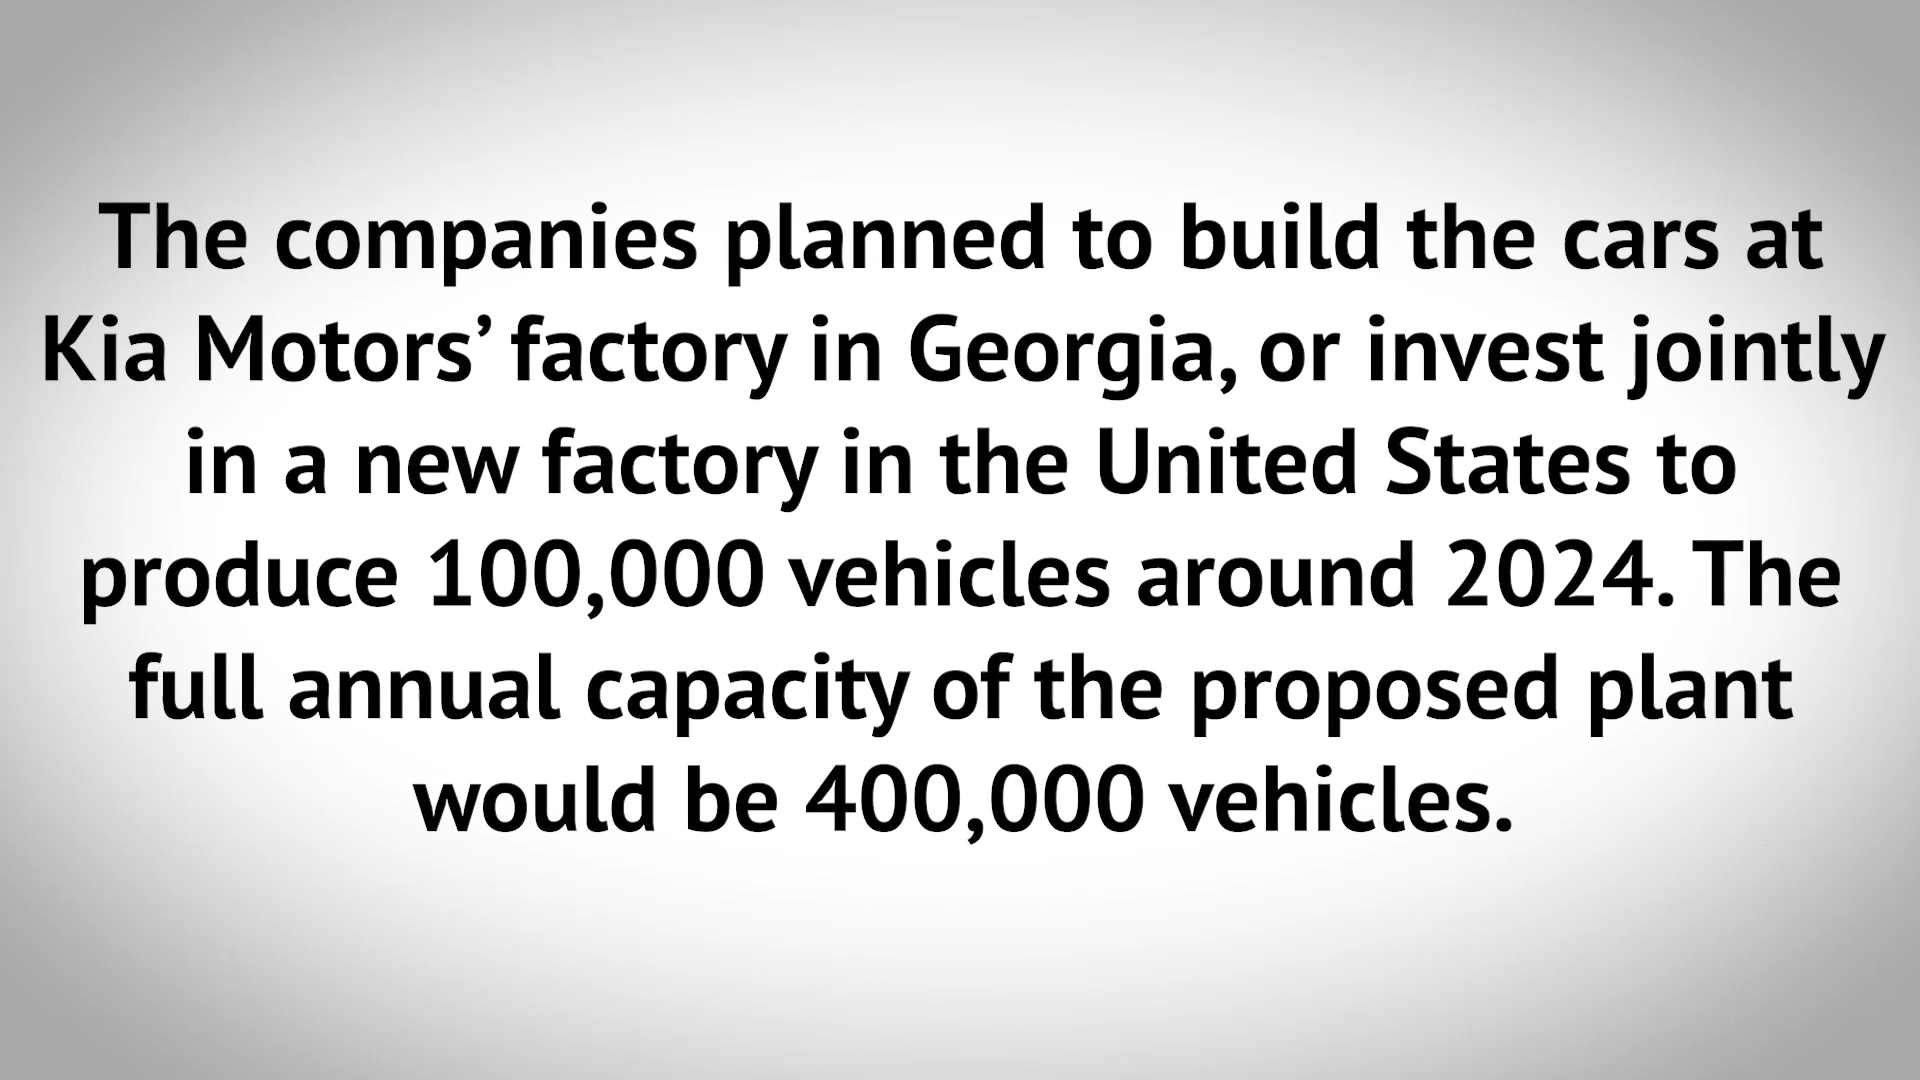 The companies planned to build the cars at
Kia Motors’ factory in Georgia, or invest jointly
in a new factory in the United States to
produce 100,000 vehicles around 2024. The
full annual capacity of the proposed plant
would be 400,000 vehicles.